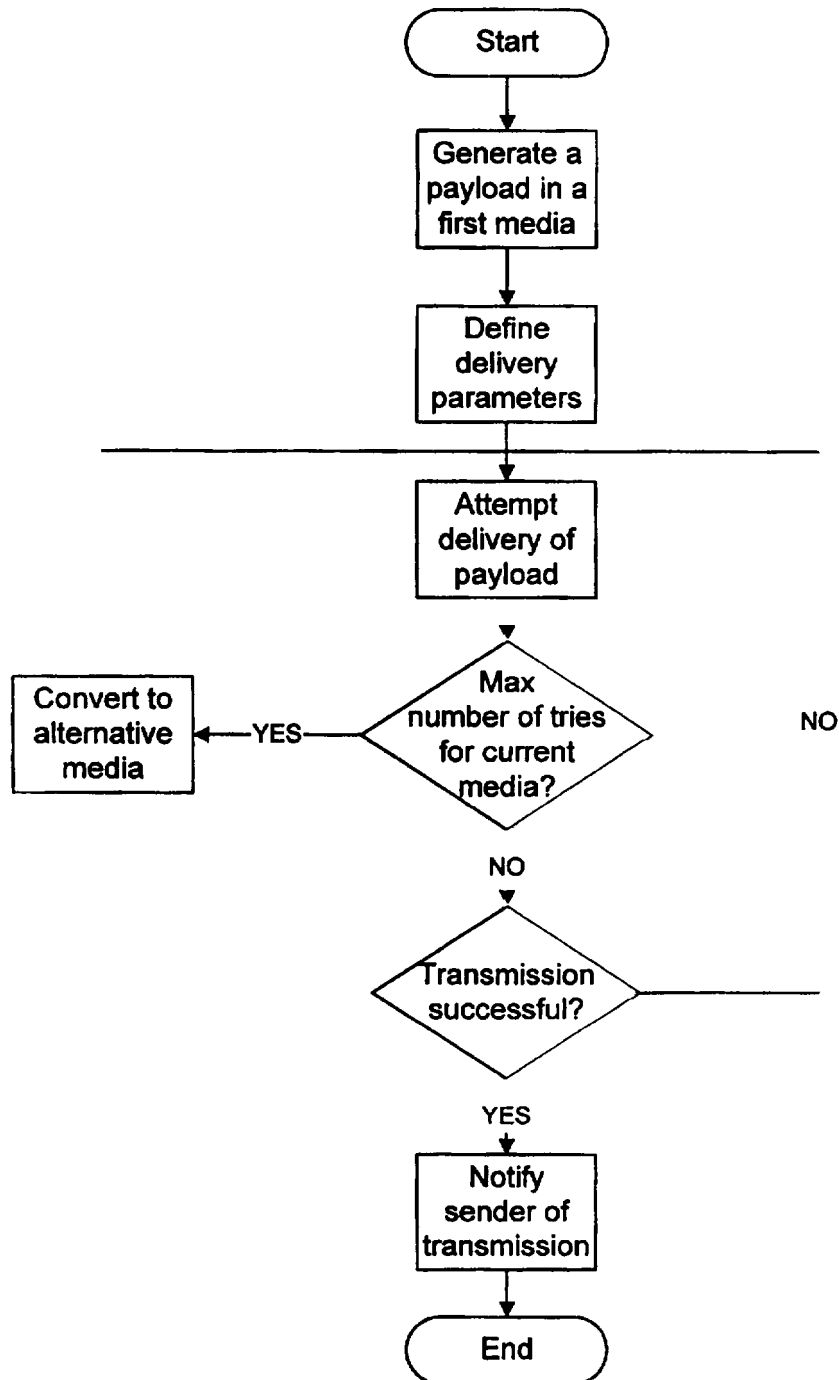 Start
Generate a
payload in a
first media
Define
delivery
parameters
Attempt
delivery of
payload
Max
number of tries
for current
media?
YES
Convert to
alternative
media
NO
NO
Transmission
successful?
YES
Notify
sender of
transmission
End